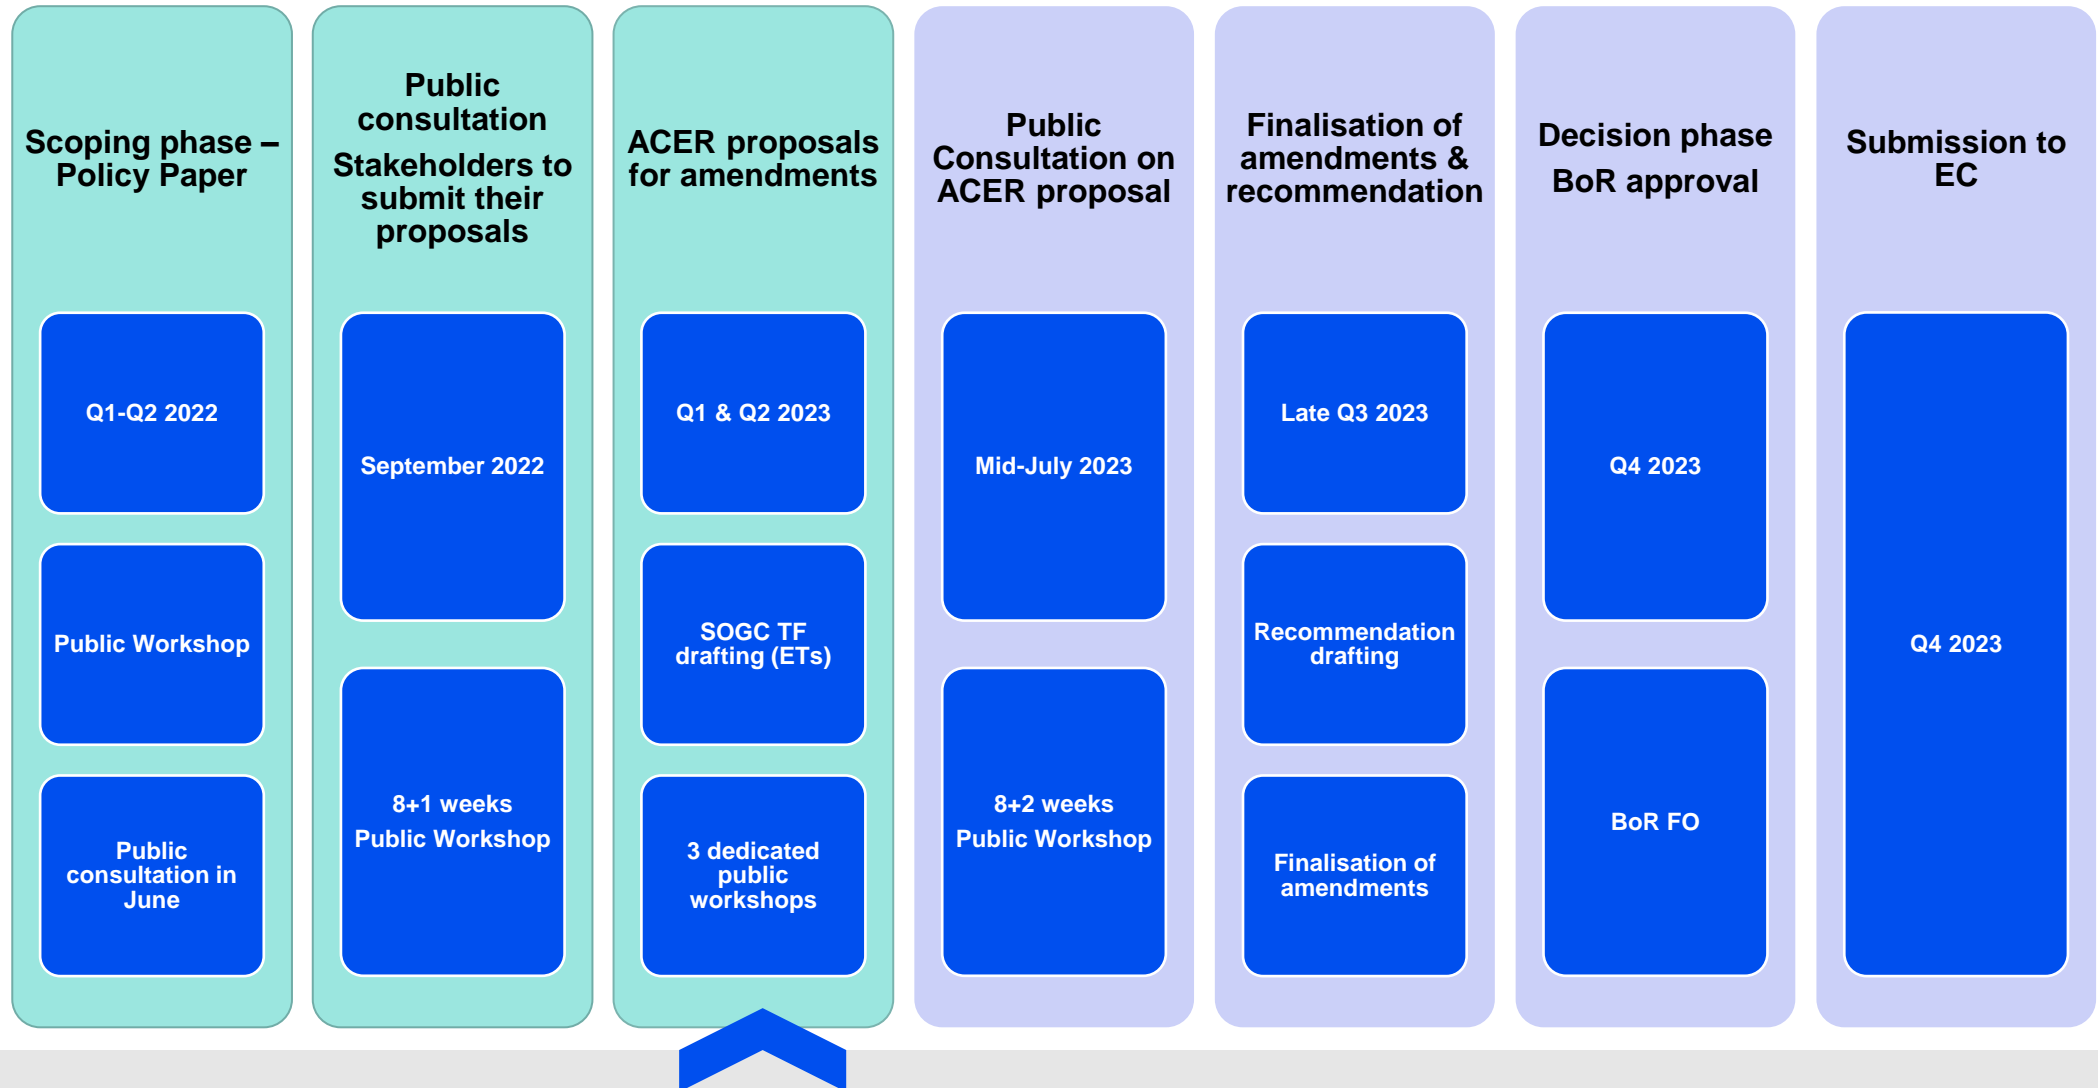 Scoping phase –
Policy Paper
Q1-Q2 2022
Public Workshop
Public
consultation in
June
Public
consultation
Stakeholders to
submit their
proposals
September 2022
8+1 weeks
Public Workshop
ACER proposals
for amendments
Q1 & Q2 2023
SOGC TF
drafting (ETs)
3 dedicated
public
workshops
Public
Consultation on
ACER proposal
Mid-July 2023
8+2 weeks
Public Workshop
Finalisation of
amendments &
recommendation
Late Q3 2023
Recommendation
drafting
Finalisation of
amendments
Decision phase
BoR approval
Q4 2023
BoR FO
Submission to
EC
Q4 2023